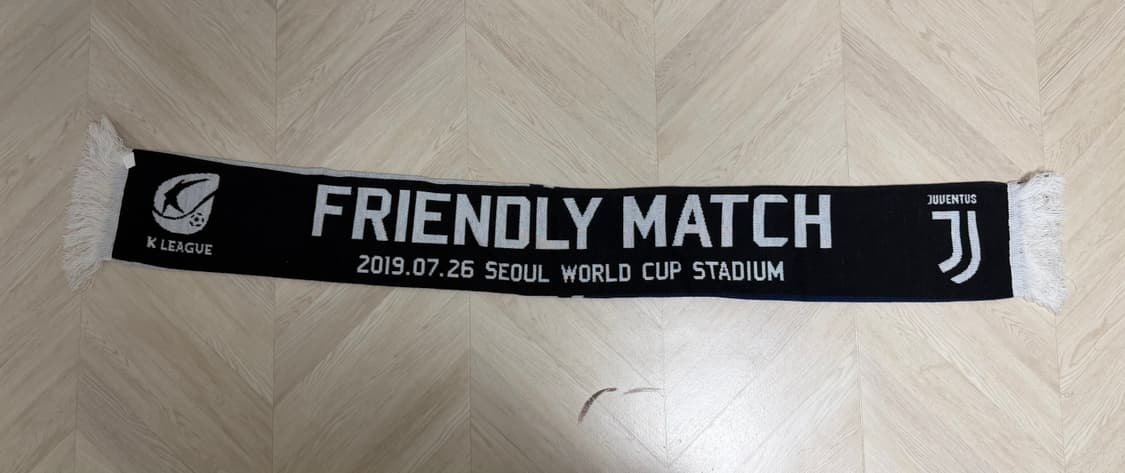 K LEAGUE
FRIENDLY MATCH
2019.07.26 SEOUL WORLD CUP STADIUM
JUVENTUS